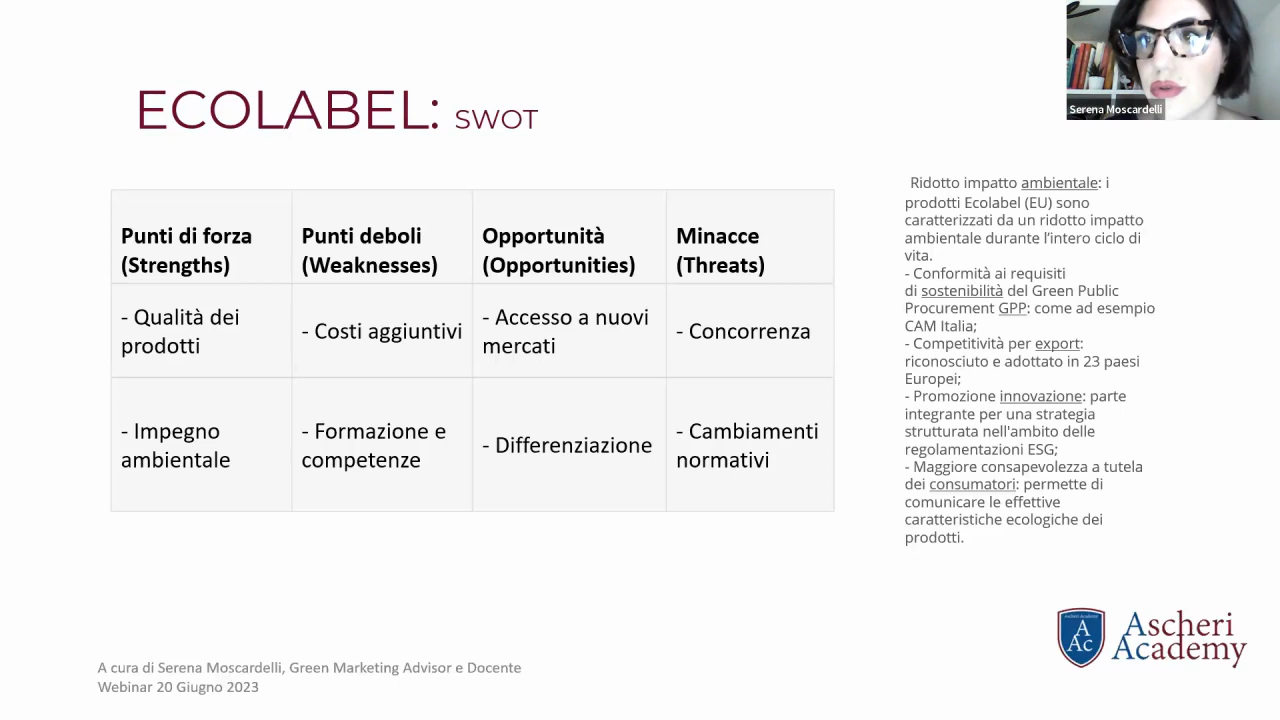 Serena Moscardelli
ECOLABEL: SWOT
Punti di forza
(Strengths)
Punti deboli
(Weaknesses)
Opportunità
(Opportunities)
Minacce
(Threats)
- Qualità dei
prodotti
- Costi aggiuntivi
- Accesso a nuovi
mercati
- Concorrenza
- Impegno
ambientale
- Formazione e
competenze
- Differenziazione
- Cambiamenti
normativi
Ridotto impatto ambientale: i
prodotti Ecolabel (EU) sono
caratterizzati da un ridotto impatto
ambientale durante l’intero ciclo di
vita.
- Conformità ai requisiti
di sostenibilità del Green Public
Procurement GPP: come ad esempio
CAM Italia;
- Competitività per export:
riconosciuto e adottato in 23 paesi
Europei;
- Promozione innovazione: parte
integrante per una strategia
strutturata nell'ambito delle
regolamentazioni ESG;
- Maggiore consapevolezza a tutela
dei consumatori: permette di
comunicare le effettive
caratteristiche ecologiche dei
prodotti.
A cura di Serena Moscardelli, Green Marketing Advisor e Docente
Webinar 20 Giugno 2023
Ascheri Academy
A
Ac
Ascheri
Academy